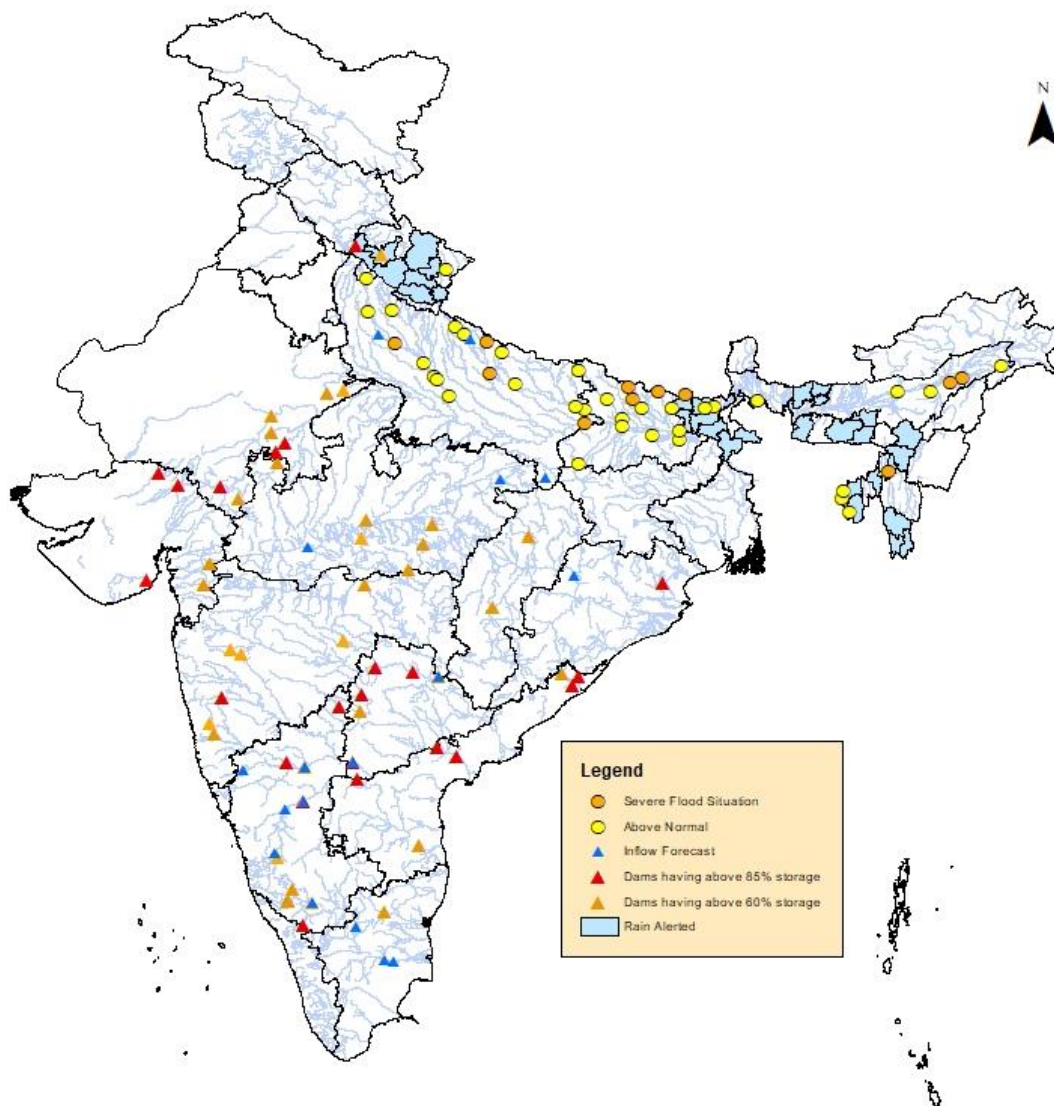 N
Legend
Severe Flood Situation
Above Normal
Inflow Forecast
Dams having above 85% storage
Dams having above 60% storage
Rain Alerted